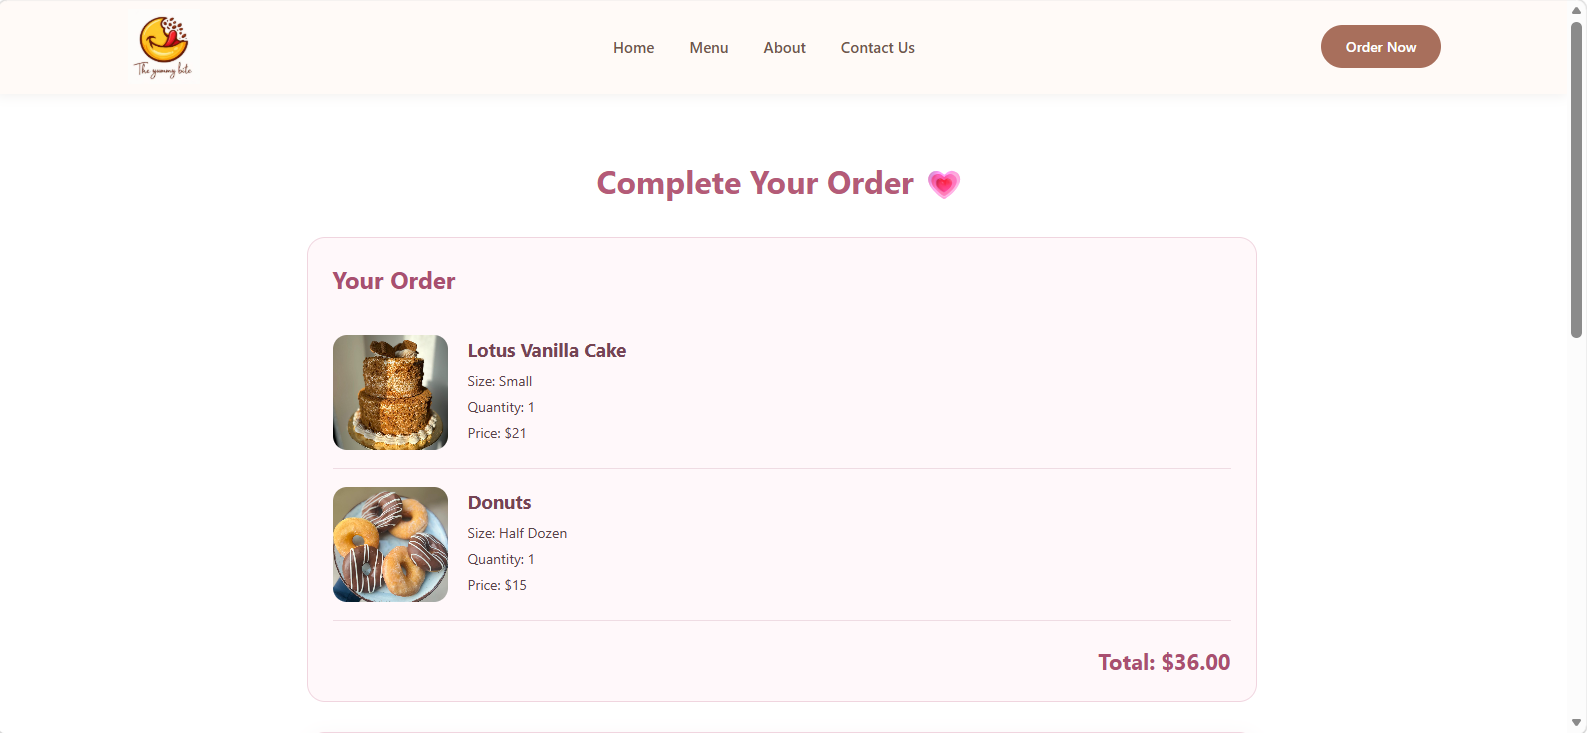 The yummy bite
Home
Menu
About
Contact Us
Order Now
Complete Your Order
Your Order
Lotus Vanilla Cake
Size: Small
Quantity: 1
Price: $21
Donuts
Size: Half Dozen
Quantity: 1
Price: $15
Total: $36.00